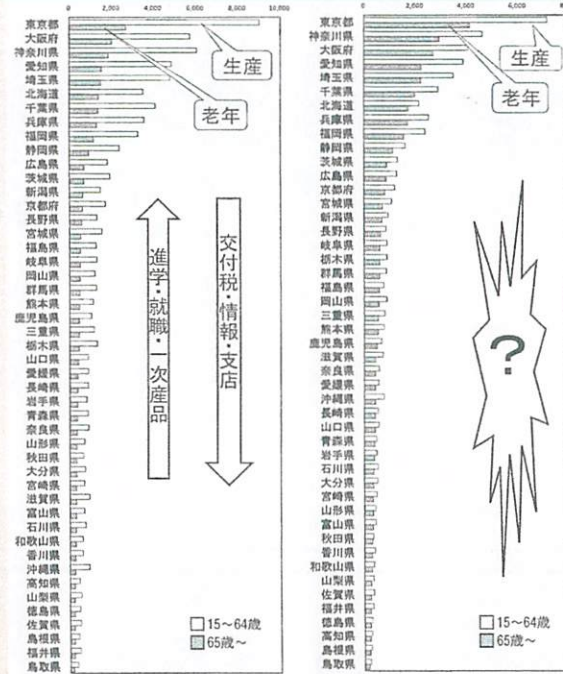 0
2,000
4,000
6,000
8,000
10,000
東京都
大阪府
神奈川県
愛知県
埼玉県
北海道
千葉県
兵庫県
福岡県
静岡県
広島県
茨城県
新潟県
京都府
長野県
宮城県
福島県
岐阜県
岡山県
群馬県
熊本県
鹿児島県
三重県
栃木県
山口県
愛媛県
長崎県
岩手県
青森県
奈良県
山形県
秋田県
大分県
宮崎県
滋賀県
富山県
石川県
和歌山県
香川県
沖縄県
高知県
山梨県
徳島県
佐賀県
島根県
福井県
鳥取県
生産
老年
進学・就職・一次産品
交付税・情報・支店
15～64歳
65歳～
0
2,000
4,000
6,000
東京都
神奈川県
大阪府
愛知県
埼玉県
千葉県
北海道
兵庫県
福岡県
静岡県
茨城県
広島県
京都府
宮城県
新潟県
長野県
岐阜県
栃木県
群馬県
福島県
岡山県
三重県
熊本県
鹿児島県
滋賀県
奈良県
愛媛県
沖縄県
長崎県
山口県
青森県
岩手県
石川県
大分県
宮崎県
山形県
富山県
秋田県
香川県
和歌山県
山梨県
佐賀県
福井県
徳島県
高知県
島根県
鳥取県
生産
老年
?
15～64歳
65歳～